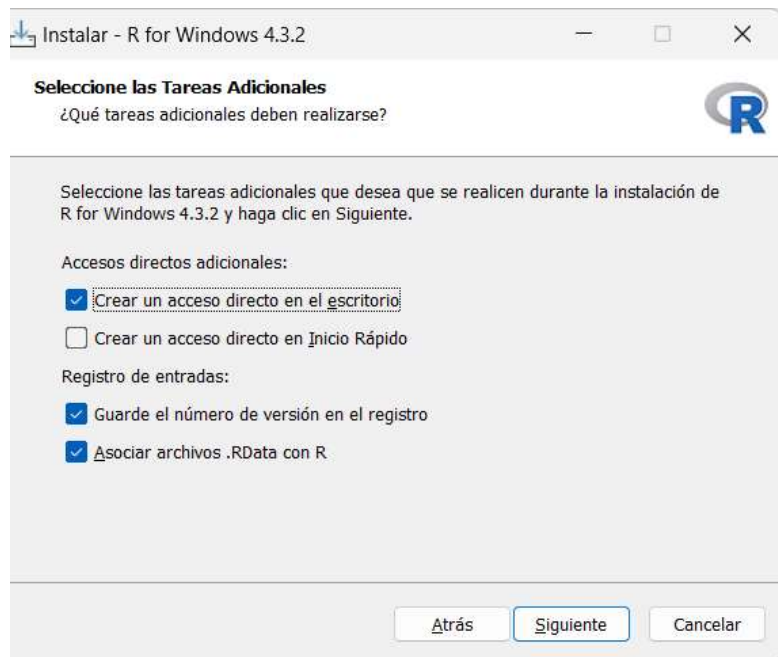 Instalar - R for Windows 4.3.2
Seleccione las Tareas Adicionales
¿Qué tareas adicionales deben realizarse?
R
Seleccione las tareas adicionales que desea que se realicen durante la instalación de
R for Windows 4.3.2 y haga clic en Siguiente.
Accesos directos adicionales:
Crear un acceso directo en el escritorio
Crear un acceso directo en Inicio Rápido
Registro de entradas:
Guarde el número de versión en el registro
Asociar archivos .RData con R
Atrás Siguiente Cancelar